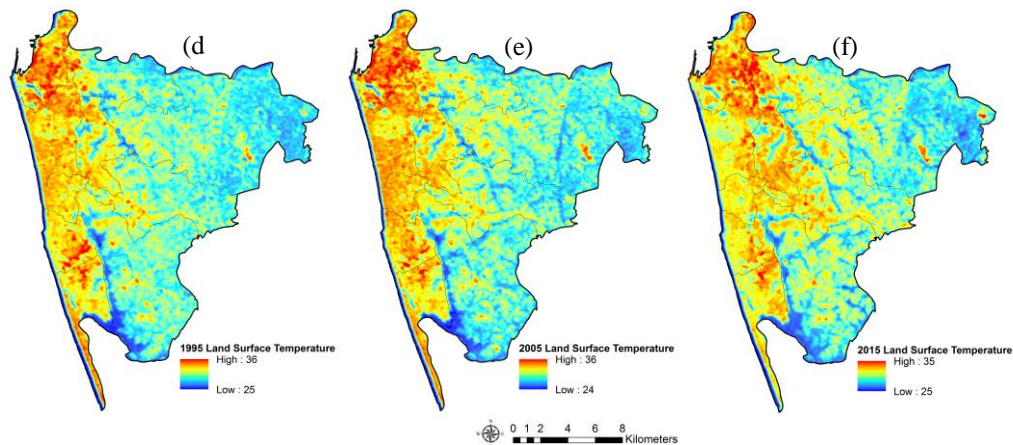 (d
(e)
(f)
1995 Land Surface Temperature
High : 36
Low : 25
2005 Land Surface Temperature
High : 36
Low : 24
2015 Land Surface Temperature
High : 35
Low : 25
0 1 2 4 6 8
Kilometers